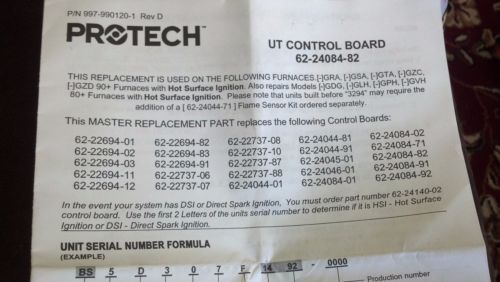 P/N 997-990120-1 Rev D
PROTECH™
UT CONTROL BOARD
62-24084-82
THIS REPLACEMENT IS USED ON THE FOLLOWING FURNACES.[-]GRA, [-]GSA, [-]GTA, [-]GZC,
[-]GZD 90+ Furnaces with Hot Surface Ignition. Also repairs Models [-]GDG, [-]GLH, [-]GPH, [-]GVH
80+ Furnaces with Hot Surface Ignition. Please note that units built before "3294" may require the
addition of a [ 62-24044-71 ] Flame Sensor Kit ordered separately.
This MASTER REPLACEMENT PART replaces the following Control Boards:
62-22694-01 62-22694-82 62-22737-08 62-24044-81 62-24084-02
62-22694-02 62-22694-83 62-22737-10 62-24044-91 62-24084-71
62-22694-03 62-22694-91 62-22737-87 62-24045-01 62-24084-82
62-22694-11 62-22737-06 62-22737-88 62-24046-01 62-24084-91
62-22694-12 62-22737-07 62-24044-01 62-24084-01 62-24084-92
In the event your system has DSI or Direct Spark Ignition, You must order part number 62-24140-02
control board. Use the first 2 Letters of the units serial number to determine if it is HSI - Hot Surface
Ignition or DSI - Direct Spark Ignition.
UNIT SERIAL NUMBER FORMULA
(EXAMPLE)
BS 5 D 3 0 7 F 14 92 - 0000
Production number